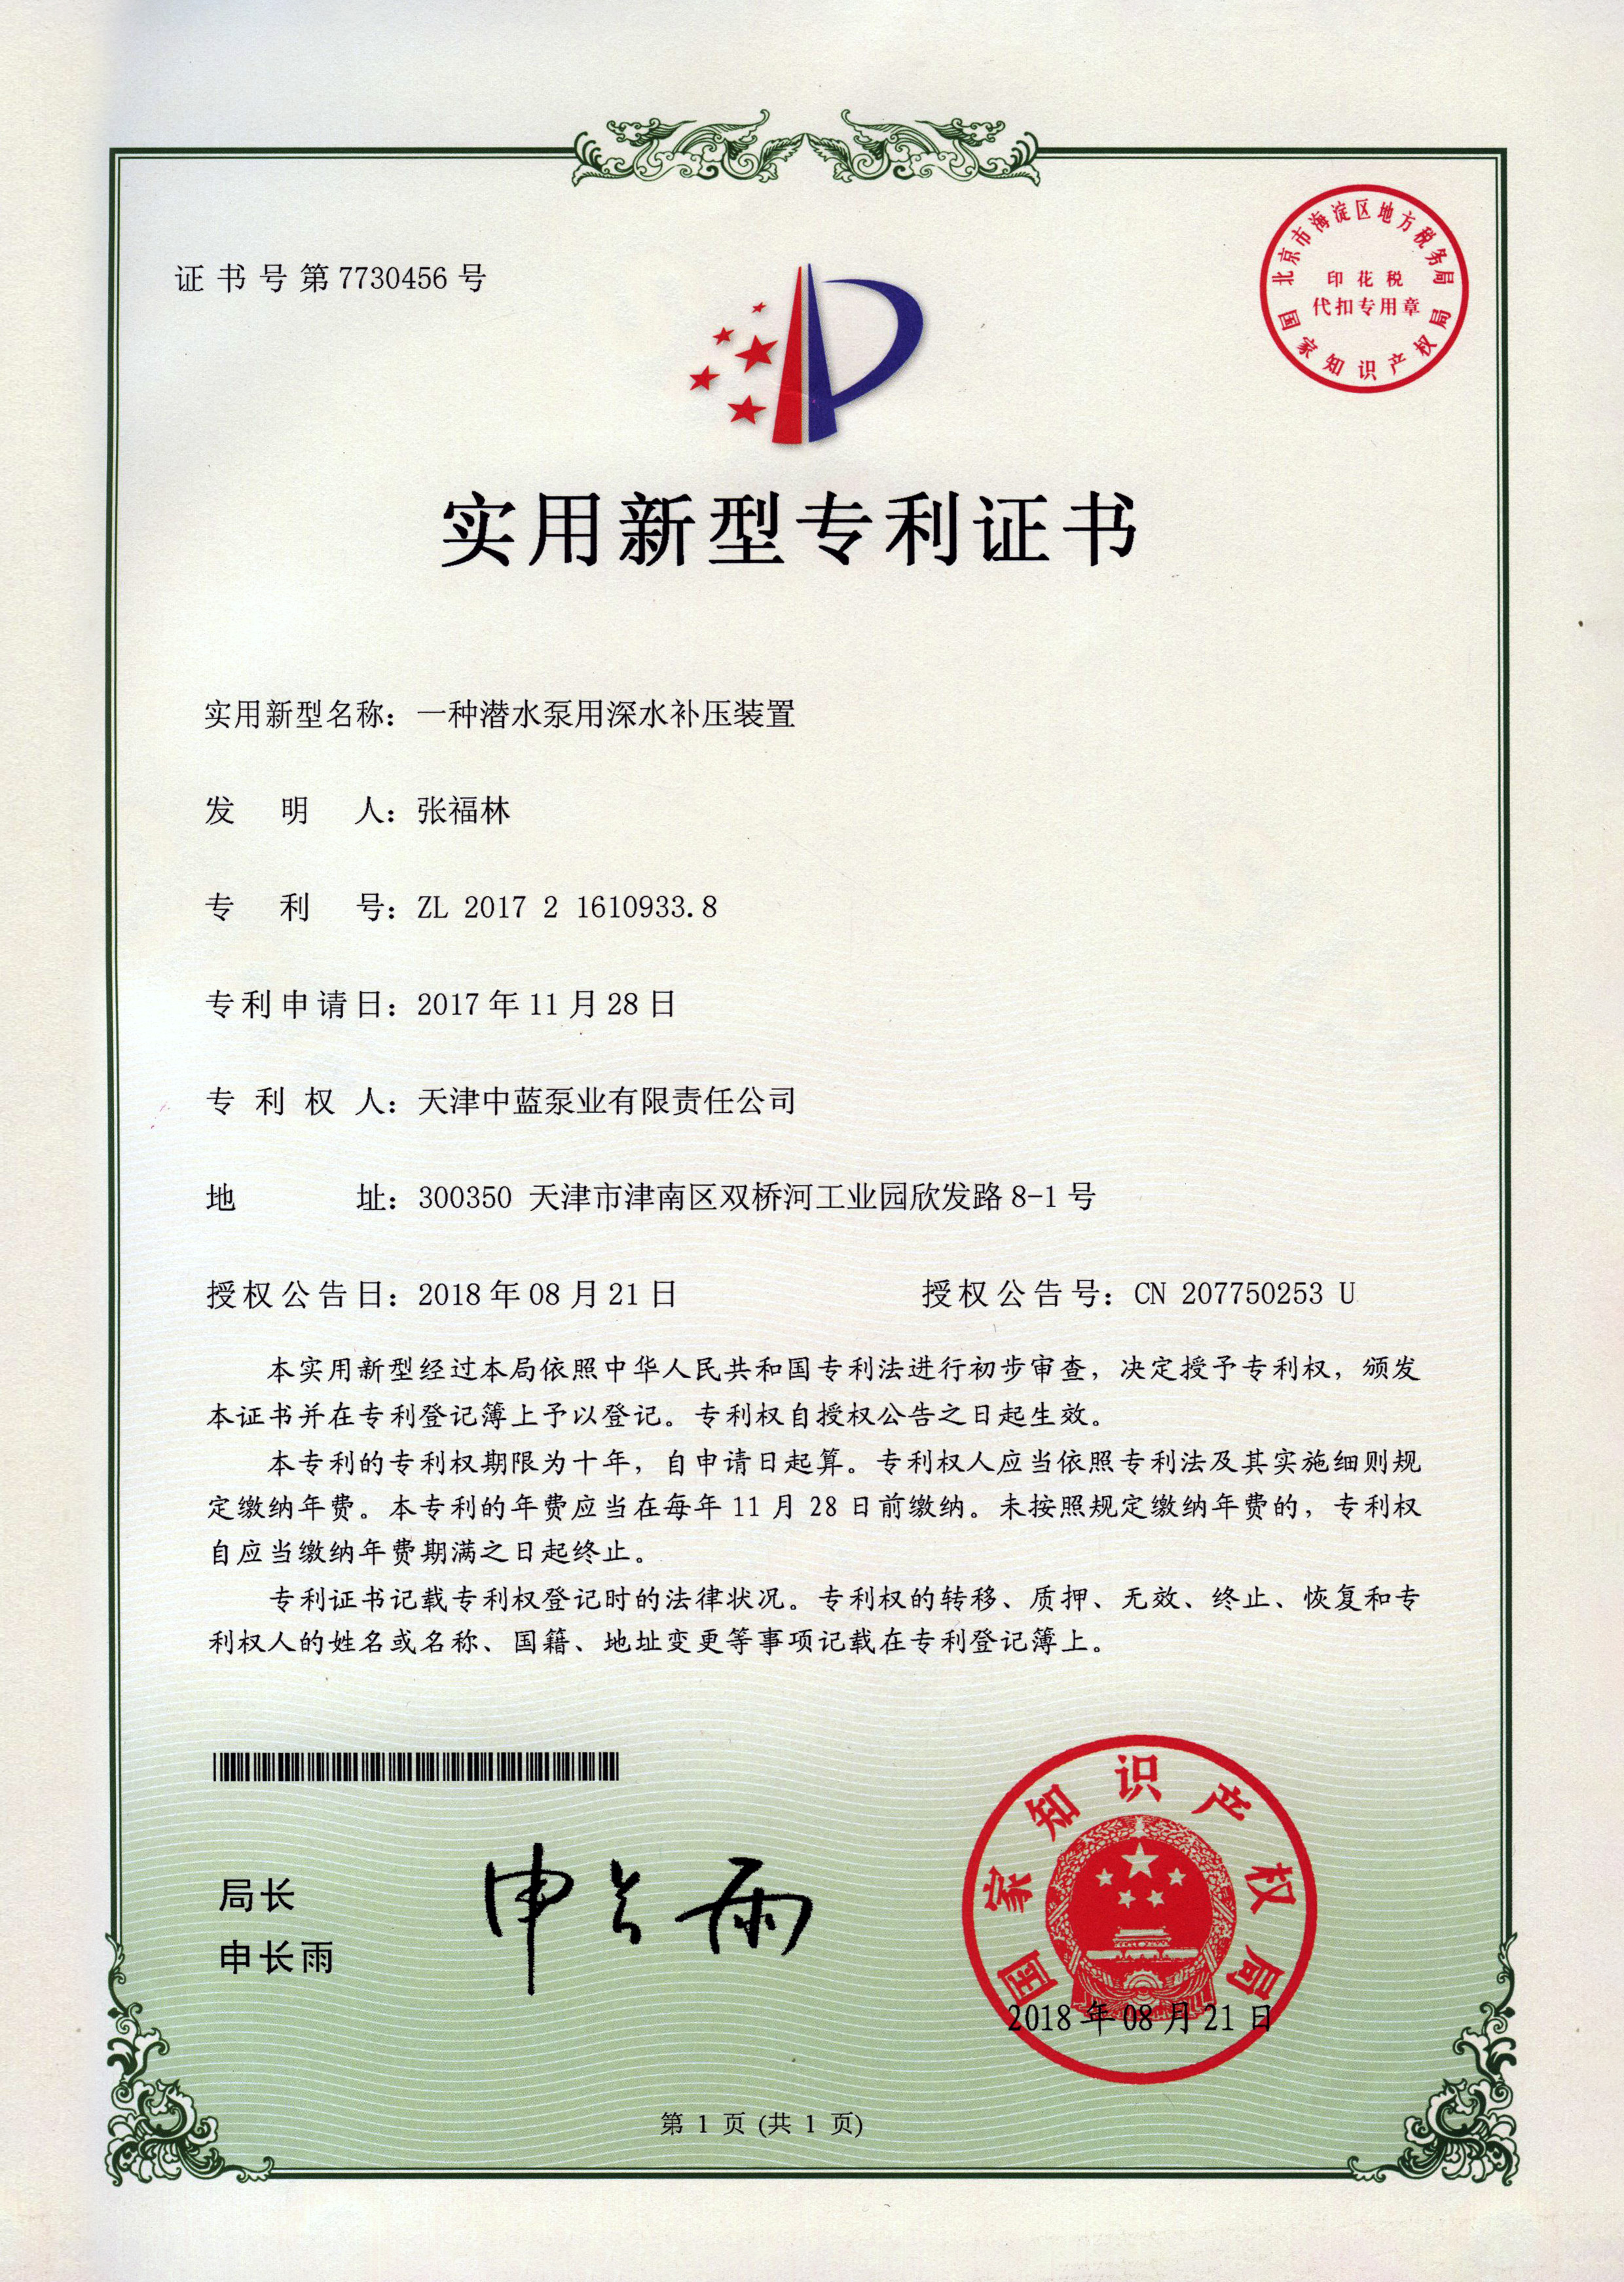 证书号第7730456号
北京市海淀区地方税务局
印花税
代扣专用章
国家知识产权局
实用新型专利证书
实用新型名称：一种潜水泵用深水补压装置
发明人：张福林
专利号：ZL 2017 2 1610933.8
专利申请日：2017年11月28日
专利权人：天津中蓝泵业有限责任公司
地址：300350 天津市津南区双桥河工业园欣发路8-1号
授权公告日：2018年08月21日 授权公告号：CN 207750253 U
本实用新型经过本局依照中华人民共和国专利法进行初步审查，决定授予专利权，颁发
本证书并在专利登记簿上予以登记。专利权自授权公告之日起生效。
本专利的专利权期限为十年，自申请日起算。专利权人应当依照专利法及其实施细则规
定缴纳年费。本专利的年费应当在每年11月28日前缴纳。未按照规定缴纳年费的，专利权
自应当缴纳年费期满之日起终止。
专利证书记载专利权登记时的法律状况。专利权的转移、质押、无效、终止、恢复和专
利权人的姓名或名称、国籍、地址变更等事项记载在专利登记簿上。
局长
申长雨
申长雨
国家知识产权局
2018年08月21日
第 1 页 (共 1 页)